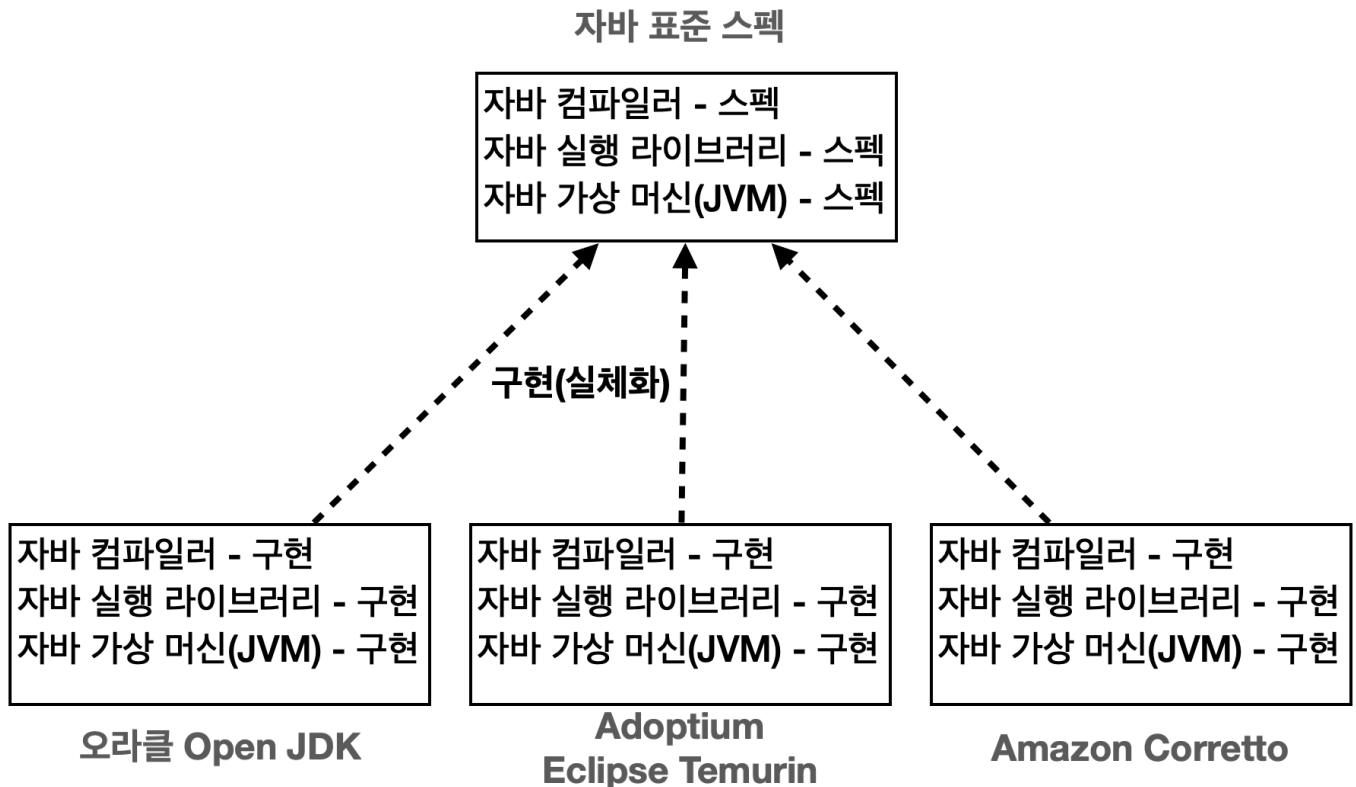 자바 표준 스펙
자바 컴파일러 - 스펙
자바 실행 라이브러리 - 스펙
자바 가상 머신(JVM) - 스펙
구현(실체화)
자바 컴파일러 - 구현
자바 실행 라이브러리 - 구현
자바 가상 머신(JVM) - 구현
오라클 Open JDK
자바 컴파일러 - 구현
자바 실행 라이브러리 - 구현
자바 가상 머신(JVM) - 구현
Adoptium
Eclipse Temurin
자바 컴파일러 - 구현
자바 실행 라이브러리 - 구현
자바 가상 머신(JVM) - 구현
Amazon Corretto